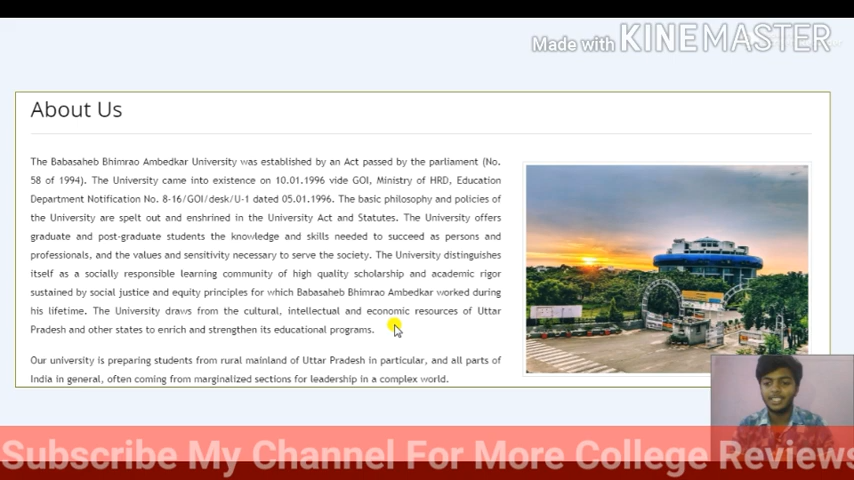 Made with KINEMASTER
About Us
The Babasaheb Bhimrao Ambedkar University was established by an Act passed by the parliament (No.
58 of 1994). The University came into existence on 10.01.1996 vide GOI, Ministry of HRD, Education
Department Notification No. 8-16/GOI/desk/U-1 dated 05.01.1996. The basic philosophy and policies of
the University are spelt out and enshrined in the University Act and Statutes. The University offers
graduate and post-graduate students the knowledge and skills needed to succeed as persons and
professionals, and the values and sensitivity necessary to serve the society. The University distinguishes
itself as a socially responsible learning community of high quality scholarship and academic rigor
sustained by social justice and equity principles for which Babasaheb Bhimrao Ambedkar worked during
his lifetime. The University draws from the cultural, intellectual and economic resources of Uttar
Pradesh and other states to enrich and strengthen its educational programs.
Our university is preparing students from rural mainland of Uttar Pradesh in particular, and all parts of
India in general, often coming from marginalized sections for leadership in a complex world.
Subscribe My Channel For More College Reviews